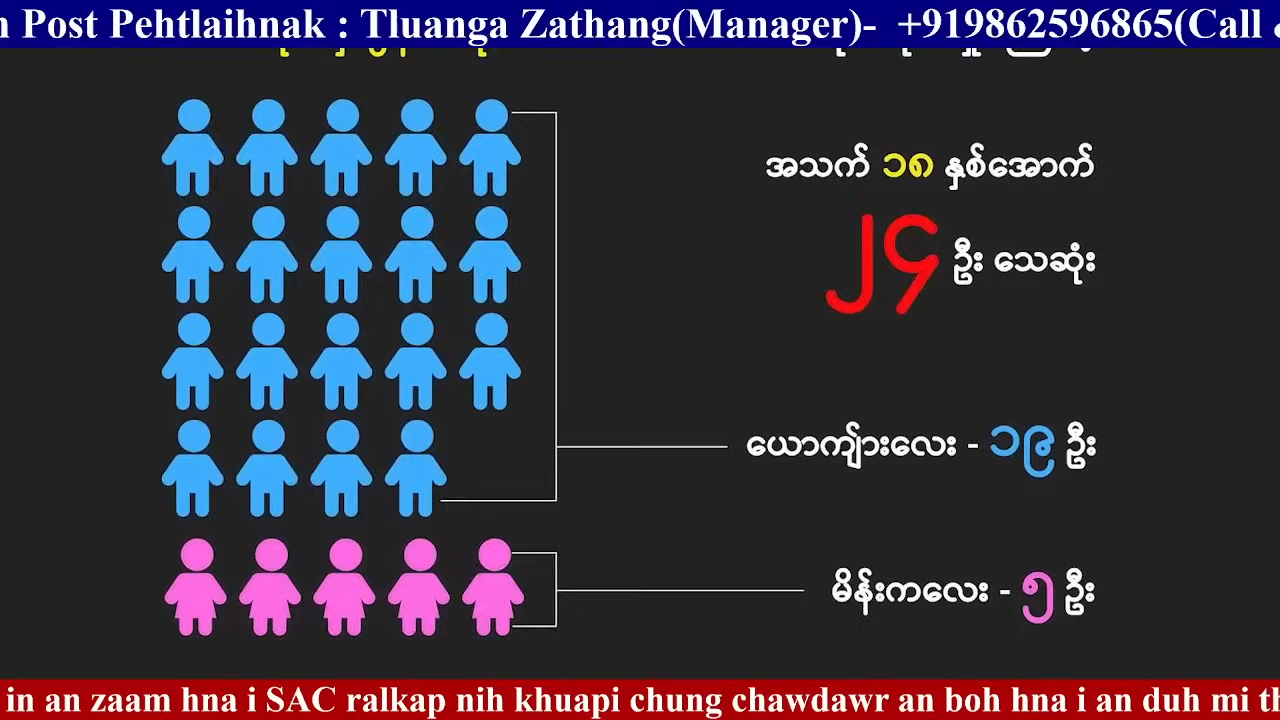 n Post Pehtlaihnak : Tluanga Zathang(Manager)- +919862596865(Call &
အသက် ၁၈ နှစ်အောက်
၂၄ ဦး သေဆုံး
ယောကျ်ားလေး - ၁၉ ဦး
မိန်းကလေး - ၅ ဦး
in an zaam hna i SAC ralkap nih khuapi chung chawdawr an boh hna i an duh mi th